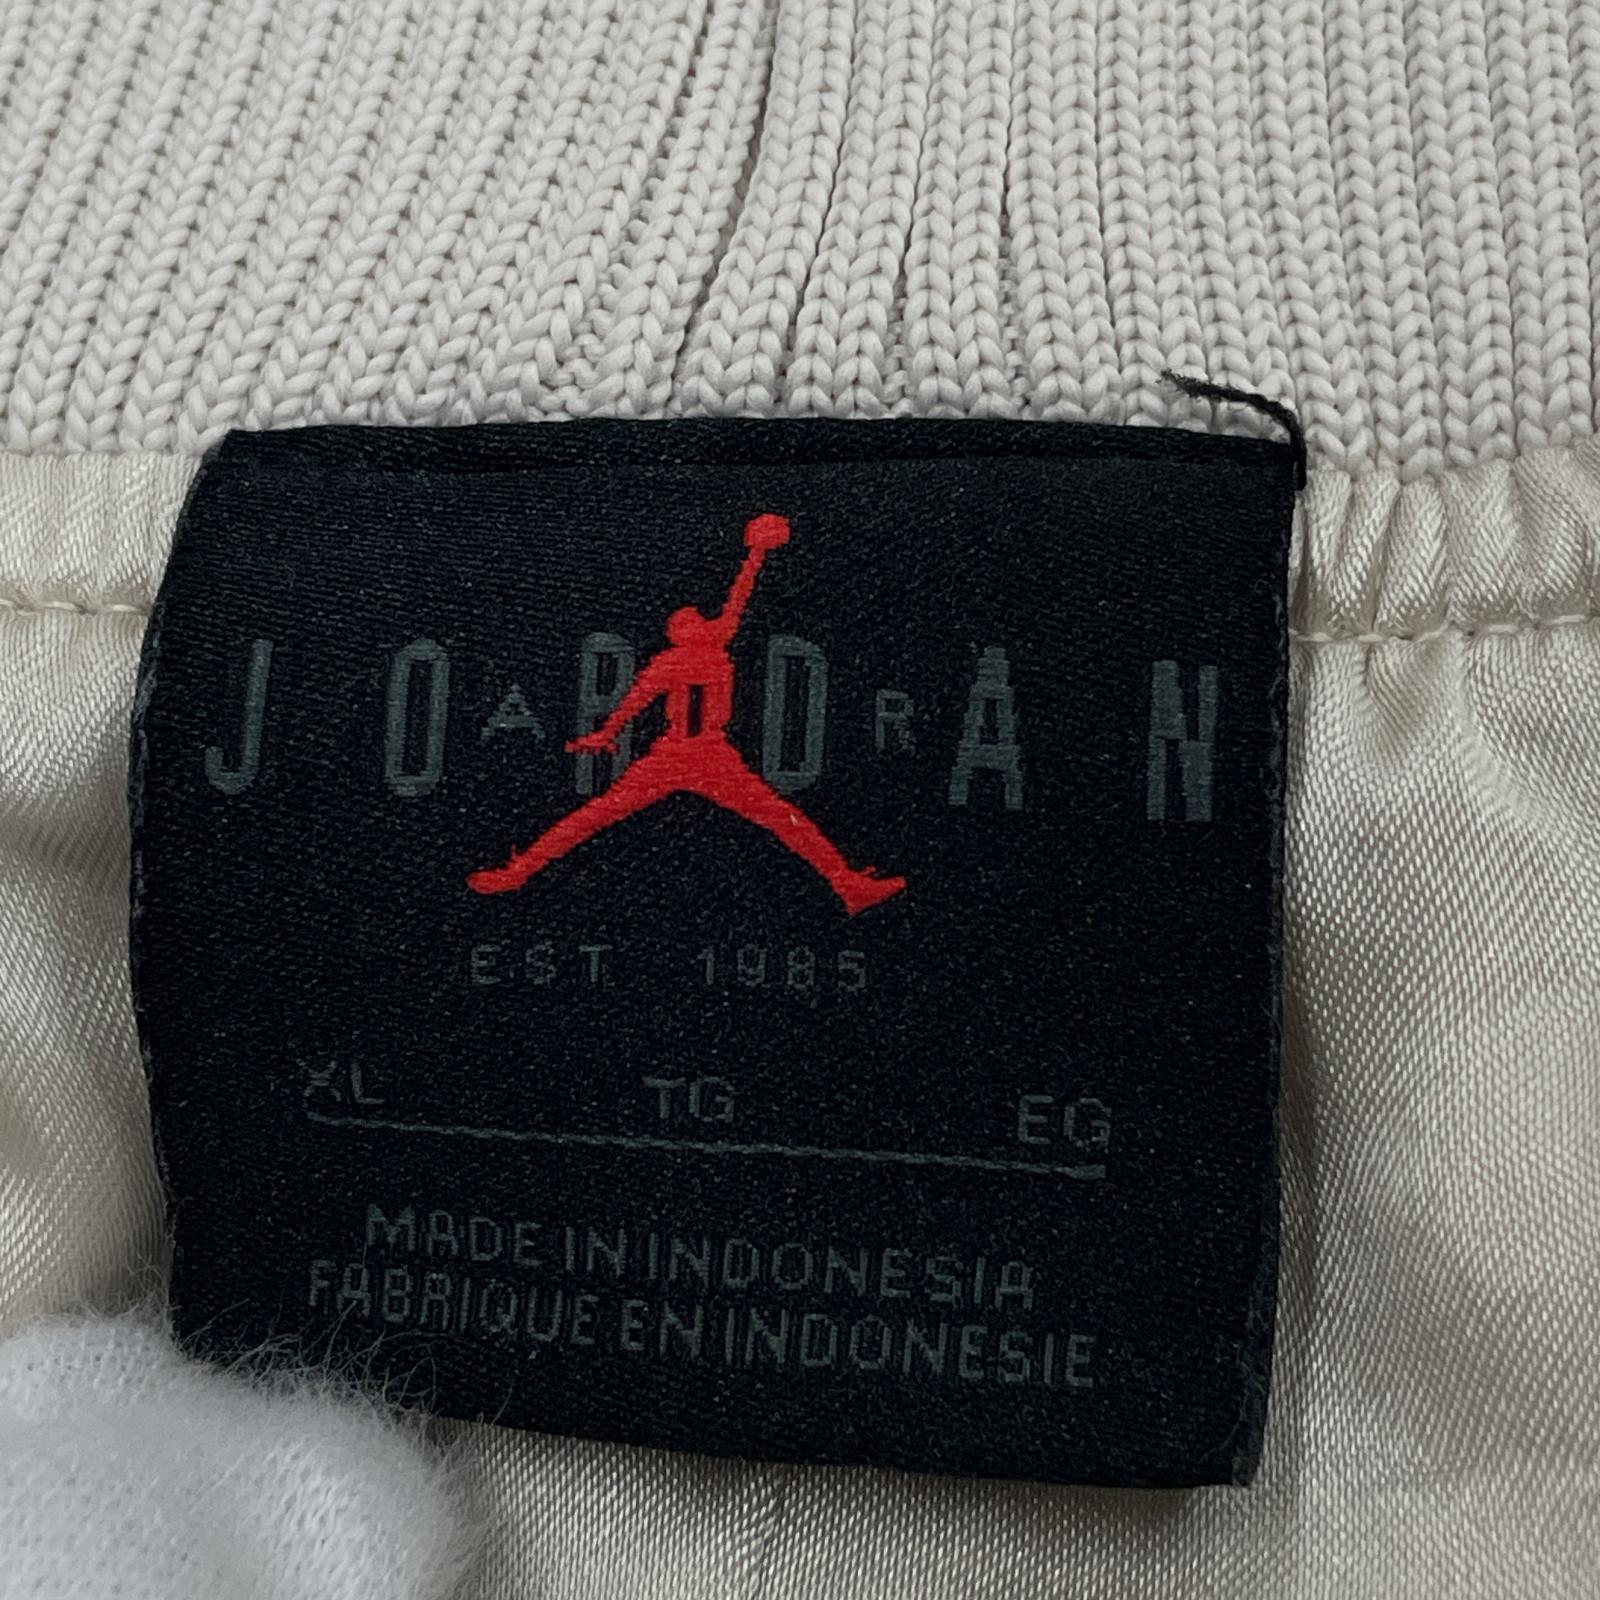 JORDAN
AIR
EST 1985
XL TG EG
MADE IN INDONESIA
FABRIQUE EN INDONESIE